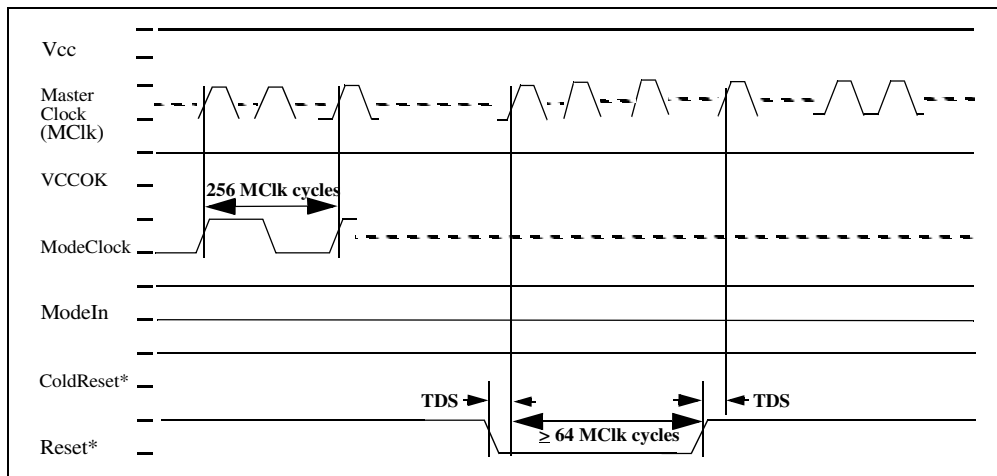 Vcc
Master
Clock
(MClk)
VCCOK
256 MClk cycles
ModeClock
ModeIn
ColdReset*
TDS
TDS
≥ 64 MClk cycles
Reset*